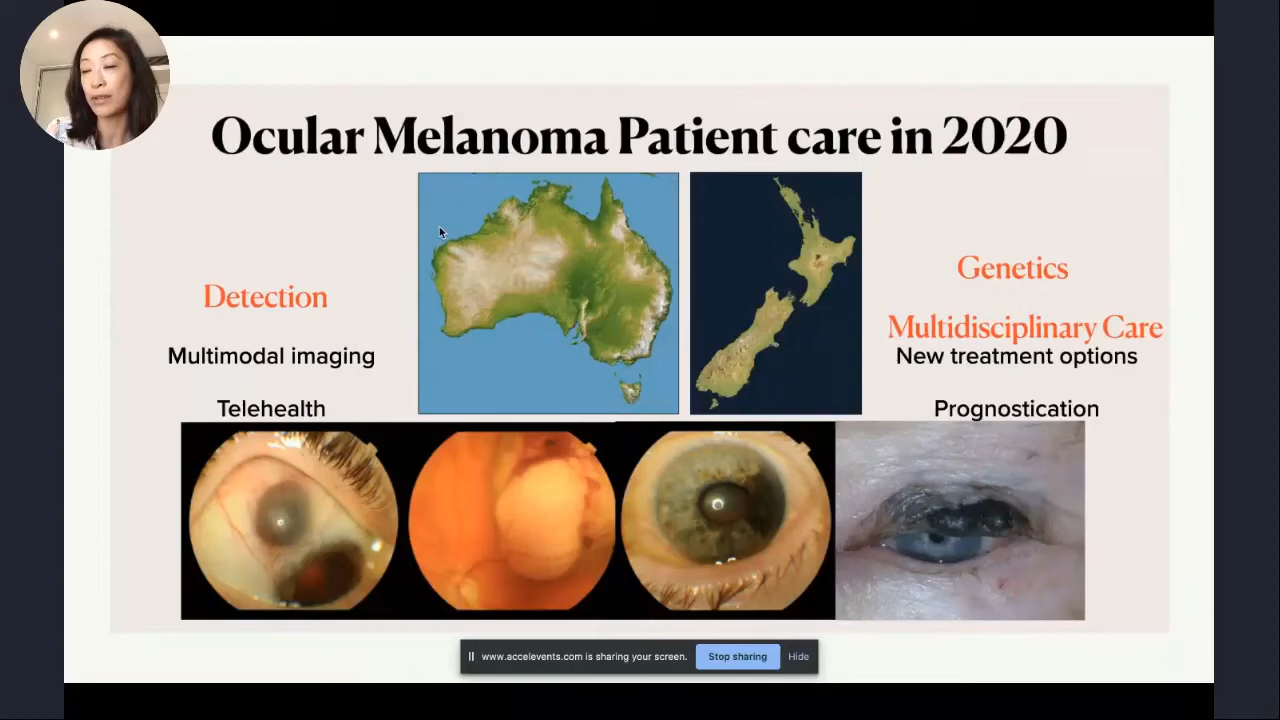 Ocular Melanoma Patient care in 2020
Detection
Multimodal imaging
Telehealth
Genetics
Multidisciplinary Care
New treatment options
Prognostication
www.accelevents.com is sharing your screen.
Stop sharing
Hide